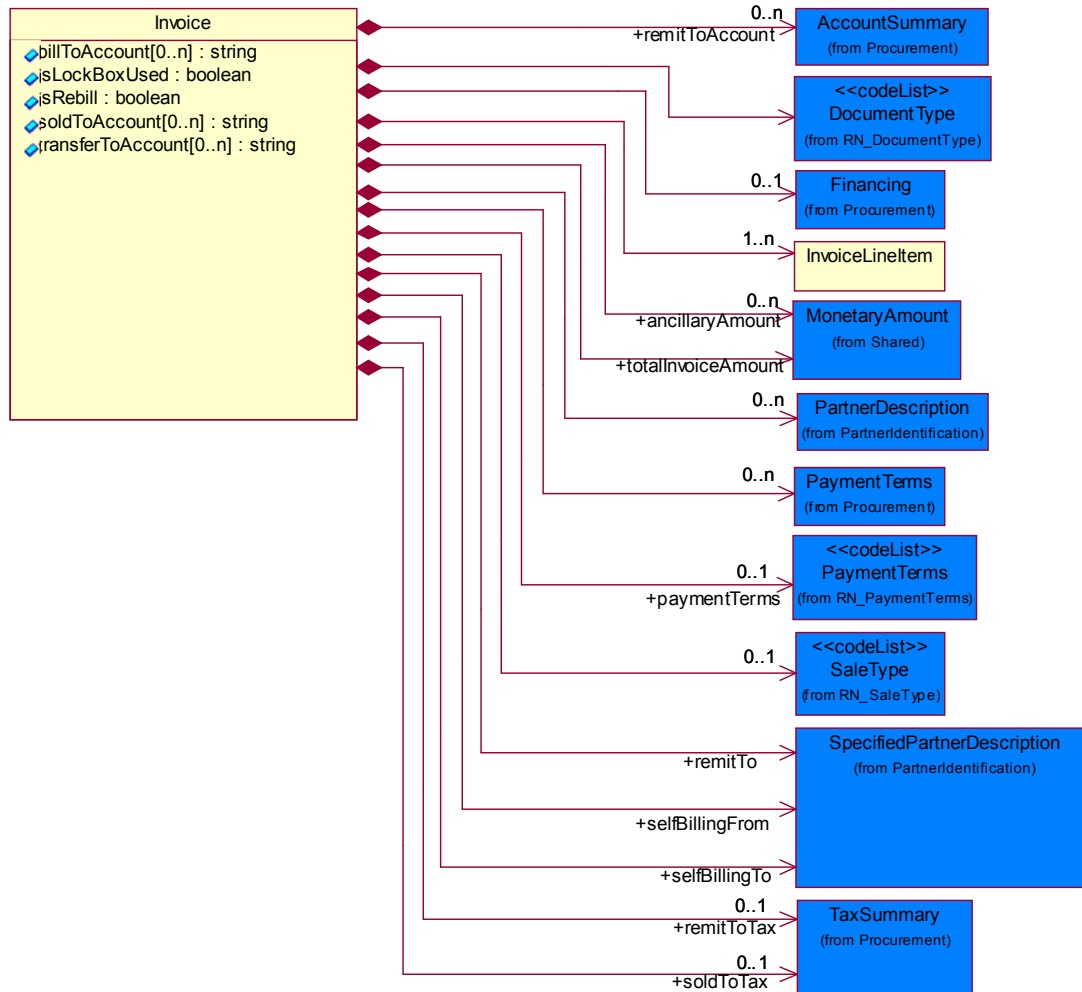 Invoice
billToAccount[0..n] : string
isLockBoxUsed : boolean
isRebill : boolean
soldToAccount[0..n] : string
transferToAccount[0..n] : string
0..n
+remitToAccount
AccountSummary
(from Procurement)
<<codeList>>
DocumentType
(from RN_DocumentType)
0..1
Financing
(from Procurement)
1..n
InvoiceLineItem
0..n
+ancillaryAmount
MonetaryAmount
(from Shared)
+totalInvoiceAmount
0..n
PartnerDescription
(from PartnerIdentification)
0..n
PaymentTerms
(from Procurement)
<<codeList>>
PaymentTerms
(from RN_PaymentTerms)
0..1
+paymentTerms
<<codeList>>
SaleType
(from RN_SaleType)
0..1
SpecifiedPartnerDescription
(from PartnerIdentification)
+remitTo
+selfBillingFrom
+selfBillingTo
0..1
+remitToTax
TaxSummary
(from Procurement)
0..1
+soldToTax